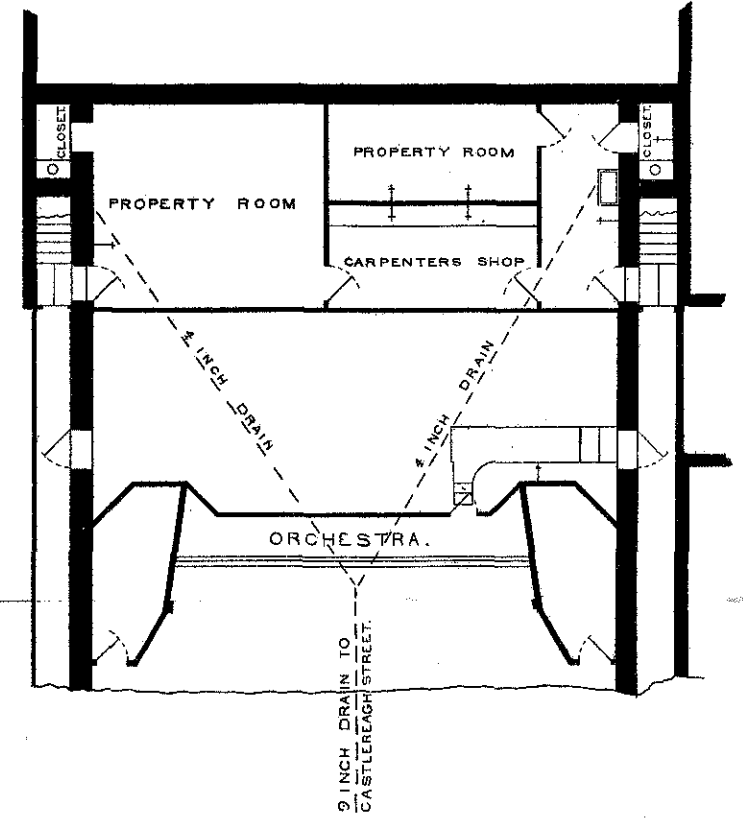 CLOSET.
CLOSET.
PROPERTY ROOM
PROPERTY ROOM
CARPENTERS SHOP
4 INCH DRAIN
4 INCH DRAIN
ORCHESTRA.
9 INCH DRAIN TO
CASTLEREAGH STREET.